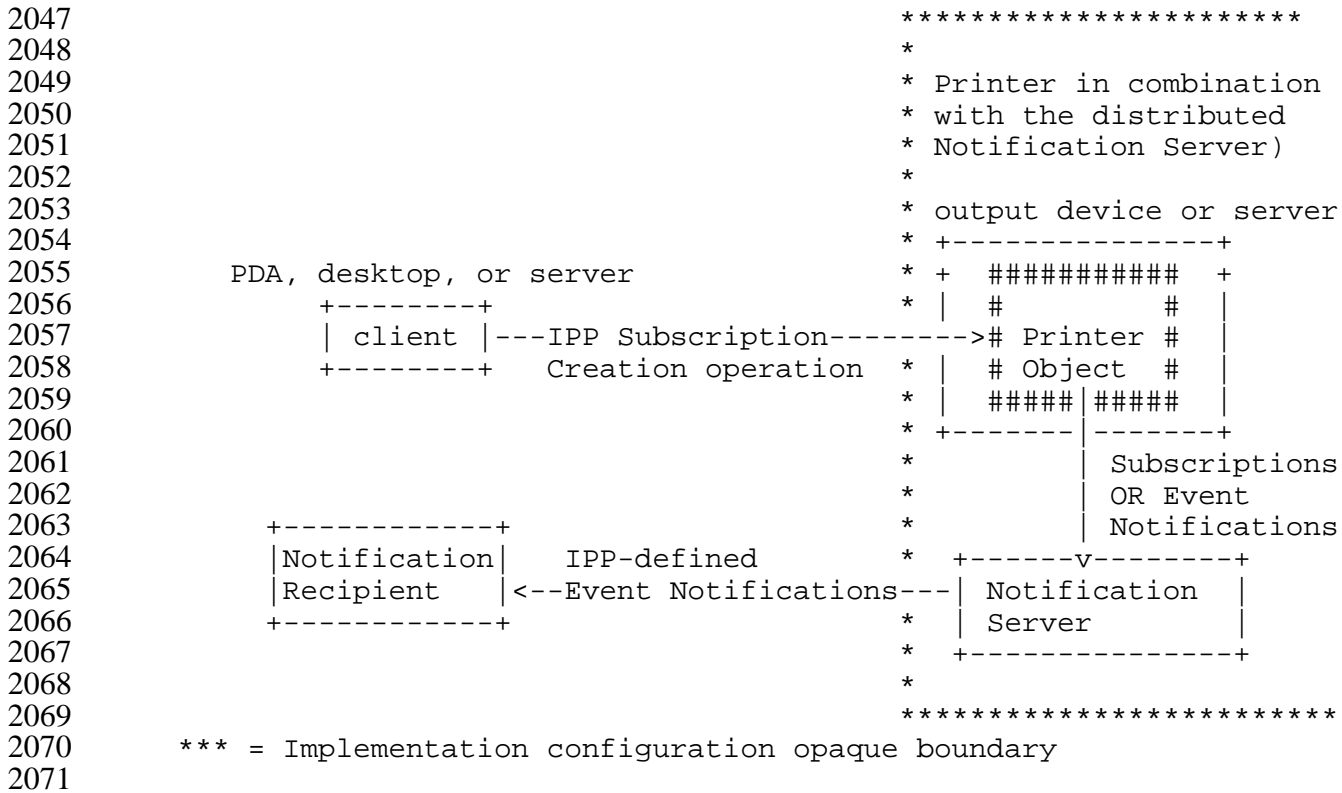 2047                                                   ***********************
2048                                                   *
2049                                                   * Printer in combination
2050                                                   * with the distributed
2051                                                   * Notification Server)
2052                                                   *
2053                                                   * output device or server
2054                                                   * +---------------+
2055         PDA, desktop, or server                   * +  ###########  +
2056              +--------+                           * |  #         #  |
2057              | client |---IPP Subscription--------># Printer #  |
2058              +--------+   Creation operation      * |  # Object  #  |
2059                                                   * |  #####|#####  |
2060                                                   * +-------|-------+
2061                                                   *         | Subscriptions
2062                                                   *         | OR Event
2063           +------------+                          *         | Notifications
2064           |Notification|   IPP-defined            *  +------v--------+
2065           |Recipient   |<--Event Notifications---| Notification  |
2066           +------------+                          *  | Server        |
2067                                                   *  +---------------+
2068                                                   *
2069                                                   *************************
2070      *** = Implementation configuration opaque boundary
2071